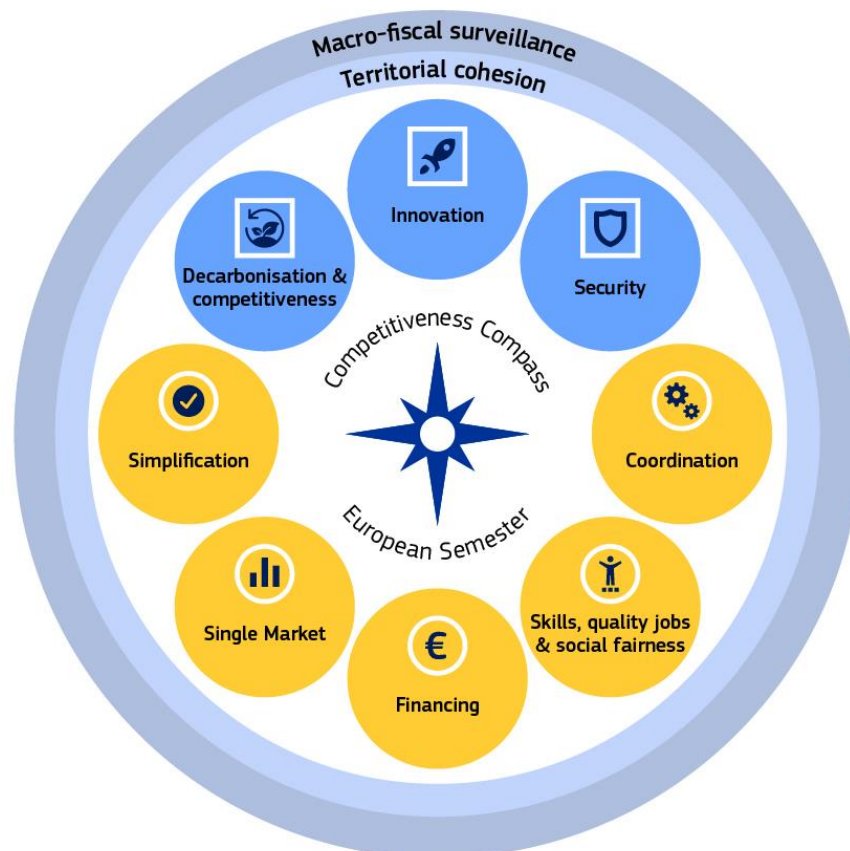 Macro-fiscal surveillance
Territorial cohesion
Innovation
Decarbonisation &
competitiveness
Security
Competitiveness Compass
Simplification
Coordination
European Semester
Single Market
Skills, quality jobs
& social fairness
€
Financing